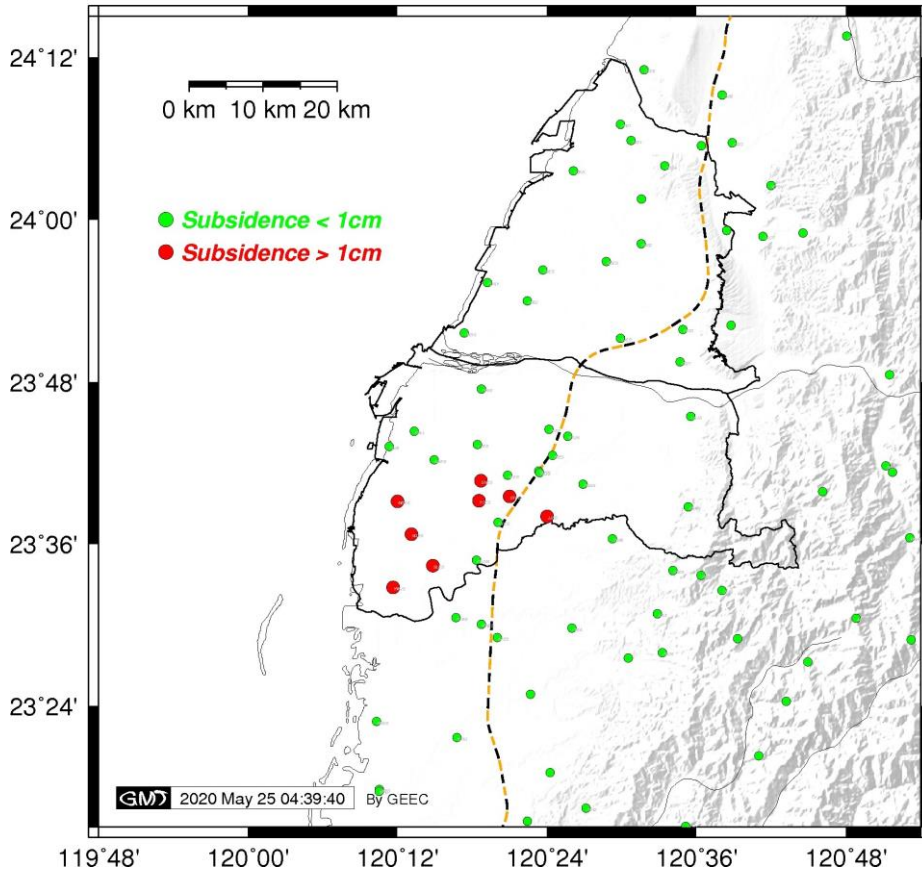 24°12'
0 km 10 km 20 km
24°00'
Subsidence < 1cm
Subsidence > 1cm
23°48'
23°36'
23°24'
GMT 2020 May 25 04:39:40 By GEEC
119°48' 120°00' 120°12' 120°24' 120°36' 120°48'